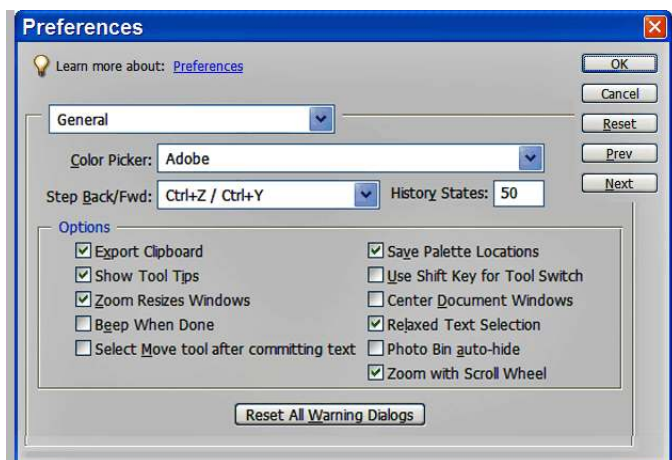 Preferences
Learn more about: Preferences
OK
Cancel
General
Reset
Color Picker: Adobe
Prev
Step Back/Fwd: Ctrl+Z / Ctrl+Y History States: 50
Next
Options
Export Clipboard
Show Tool Tips
Zoom Resizes Windows
Beep When Done
Select Move tool after committing text
Save Palette Locations
Use Shift Key for Tool Switch
Center Document Windows
Relaxed Text Selection
Photo Bin auto-hide
Zoom with Scroll Wheel
Reset All Warning Dialogs